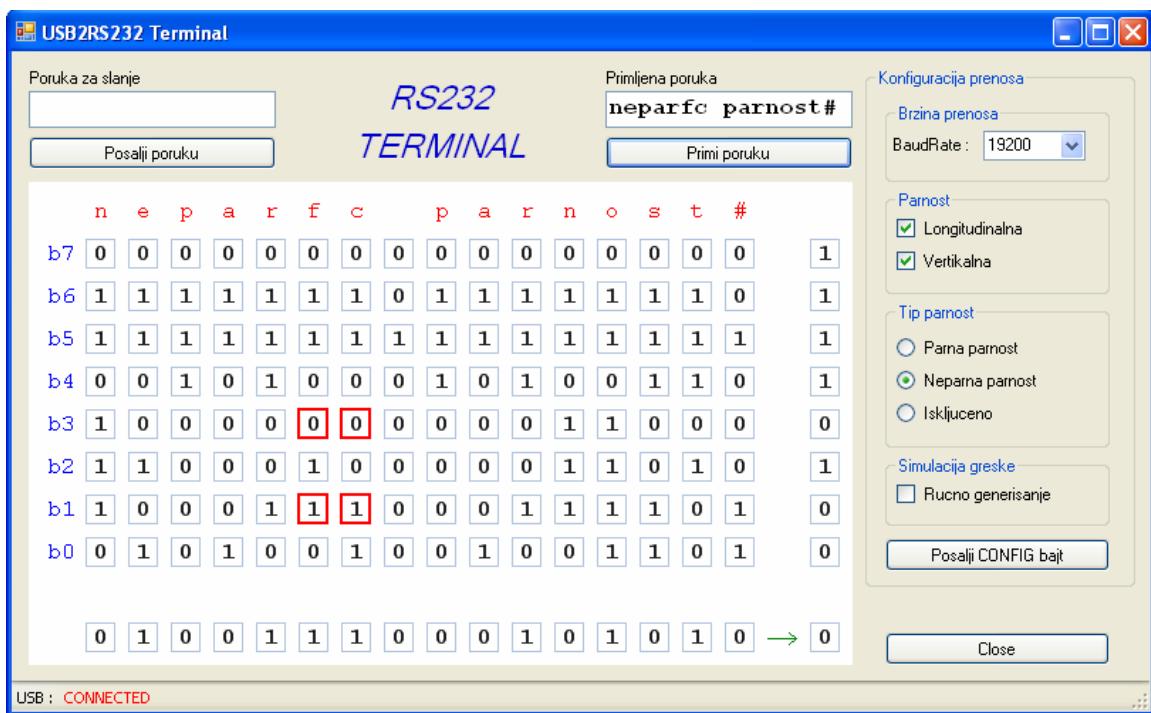 USB2RS232 Terminal
Poruka za slanje
Posalji poruku
RS232
TERMINAL
Primljena poruka
neparfc parnost#
Primi poruku
n e p a r f c p a r n o s t #
b7 0 0 0 0 0 0 0 0 0 0 0 0 0 0 0 0 1
b6 1 1 1 1 1 1 1 0 1 1 1 1 1 1 1 0 1
b5 1 1 1 1 1 1 1 1 1 1 1 1 1 1 1 1 1
b4 0 0 1 0 1 0 0 0 1 0 1 0 0 1 1 0 1
b3 1 0 0 0 0 0 0 0 0 0 0 1 1 0 0 0 0
b2 1 1 0 0 0 1 0 0 0 0 0 1 1 0 1 0 1
b1 1 0 0 0 1 1 1 0 0 0 1 1 1 1 0 1 0
b0 0 1 0 1 0 0 1 0 0 1 0 0 1 1 0 1 0
0 1 0 0 1 1 1 0 0 0 1 0 1 0 1 0 → 0
Konfiguracija prenosa
Brzina prenosa
BaudRate : 19200
Parnost
Longitudinalna
Vertikalna
Tip parnost
Parna parnost
Neparna parnost
Iskljuceno
Simulacija greske
Rucno generisanje
Posalji CONFIG bajt
Close
USB : CONNECTED